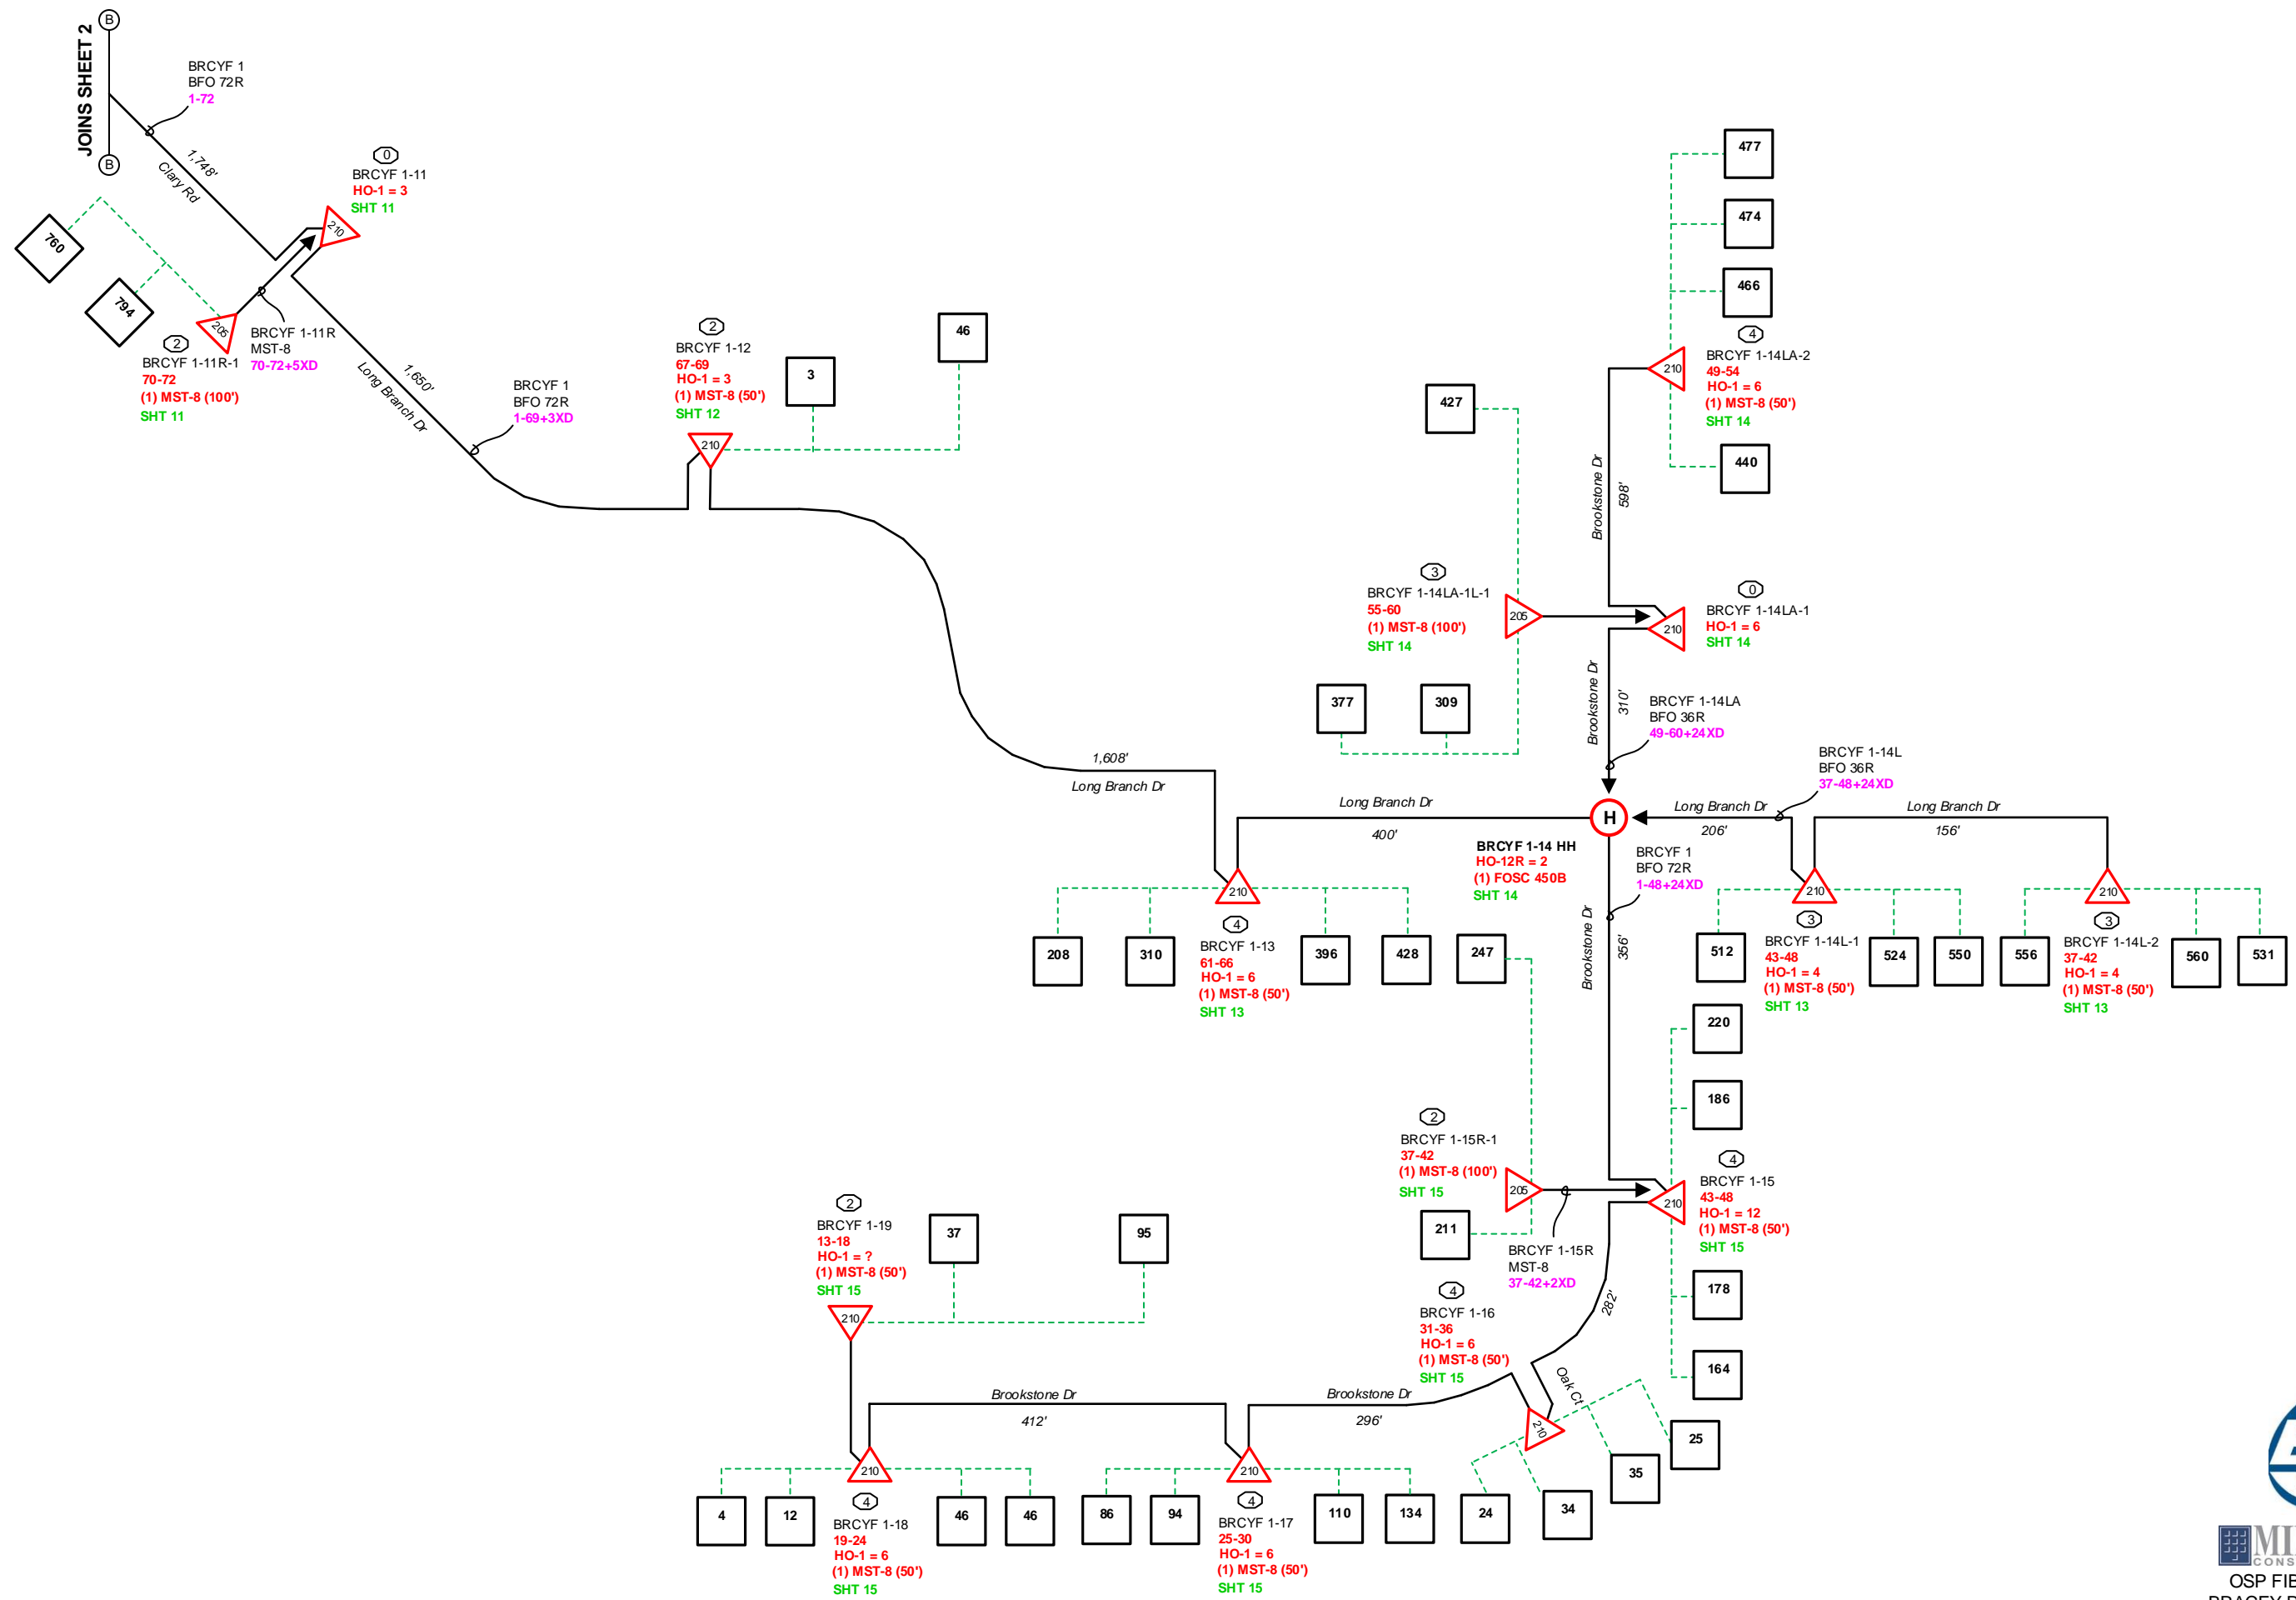 B
JOINS SHEET 2
B
BRCYF 1
BFO 72R
1-72
1,748'
Clary Rd
0
BRCYF 1-11
HO-1 = 3
SHT 11
210
760
794
205
2
BRCYF 1-11R-1
70-72
(1) MST-8 (100')
SHT 11
BRCYF 1-11R
MST-8
70-72+5XD
1,650'
Long Branch Dr
BRCYF 1
BFO 72R
1-69+3XD
2
BRCYF 1-12
67-69
HO-1 = 3
(1) MST-8 (50')
SHT 12
210
3
46
1,608'
Long Branch Dr
477
474
466
440
4
BRCYF 1-14LA-2
49-54
HO-1 = 6
(1) MST-8 (50')
SHT 14
210
Brookstone Dr
598'
427
3
BRCYF 1-14LA-1L-1
55-60
(1) MST-8 (100')
SHT 14
205
377
309
0
BRCYF 1-14LA-1
HO-1 = 6
SHT 14
210
Brookstone Dr
310'
BRCYF 1-14LA
BFO 36R
49-60+24XD
BRCYF 1-14L
BFO 36R
37-48+24XD
Long Branch Dr
400'
H
Long Branch Dr
206'
Long Branch Dr
156'
BRCYF 1-14 HH
HO-12R = 2
(1) FOSC 450B
SHT 14
BRCYF 1
BFO 72R
1-48+24XD
210
4
BRCYF 1-13
61-66
HO-1 = 6
(1) MST-8 (50')
SHT 13
208
310
396
428
210
3
BRCYF 1-14L-1
43-48
HO-1 = 4
(1) MST-8 (50')
SHT 13
512
524
550
210
3
BRCYF 1-14L-2
37-42
HO-1 = 4
(1) MST-8 (50')
SHT 13
556
560
531
Brookstone Dr
356'
247
2
BRCYF 1-15R-1
37-42
(1) MST-8 (100')
SHT 15
205
211
BRCYF 1-15R
MST-8
37-42+2XD
220
186
4
BRCYF 1-15
43-48
HO-1 = 12
(1) MST-8 (50')
SHT 15
210
178
164
282'
4
BRCYF 1-16
31-36
HO-1 = 6
(1) MST-8 (50')
SHT 15
Oak Ct
210
25
35
34
24
2
BRCYF 1-19
13-18
HO-1 = ?
(1) MST-8 (50')
SHT 15
210
37
95
Brookstone Dr
412'
Brookstone Dr
296'
210
4
BRCYF 1-18
19-24
HO-1 = 6
(1) MST-8 (50')
SHT 15
4
12
46
46
210
4
BRCYF 1-17
25-30
HO-1 = 6
(1) MST-8 (50')
SHT 15
86
94
110
134
CONS
OSP FIB